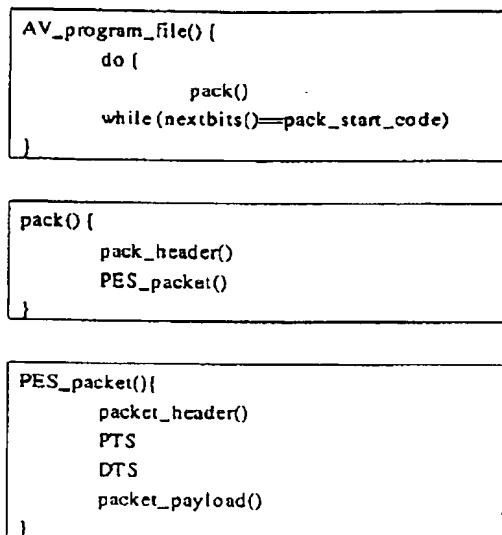 AV_program_file() {
do {
pack()
while (nextbits()==pack_start_code)
}
pack() {
pack_header()
PES_packet()
}
PES_packet(){
packet_header()
PTS
DTS
packet_payload()
}